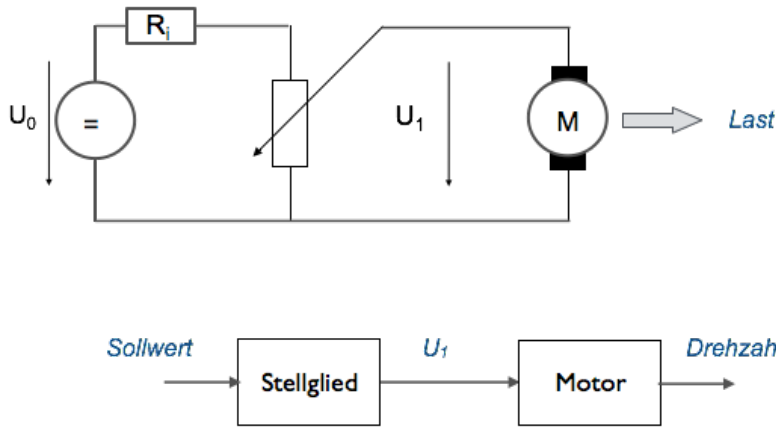 Ri
U0
=
U1
M
Last
Sollwert
U1
Drehzah
Stellglied
Motor